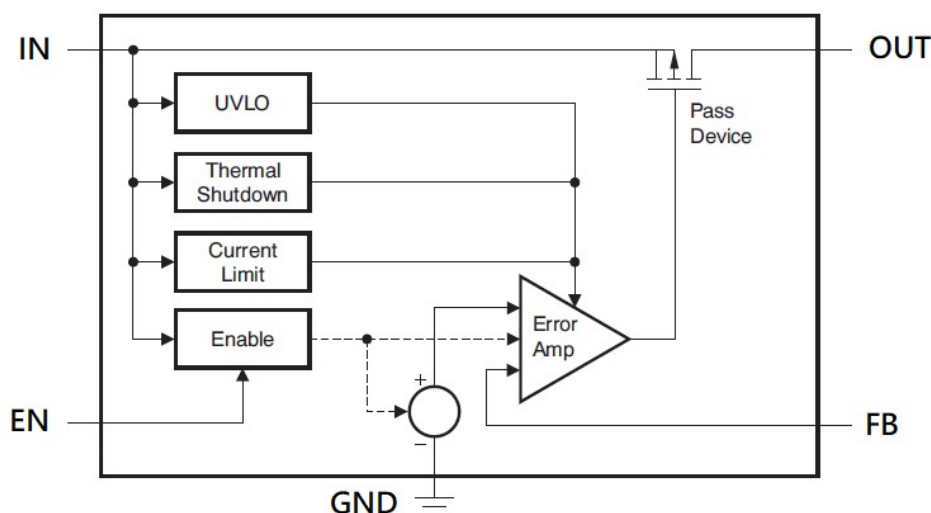 IN
OUT
UVLO
Pass
Device
Thermal
Shutdown
Current
Limit
Error
Amp
Enable
+
−
EN
FB
GND